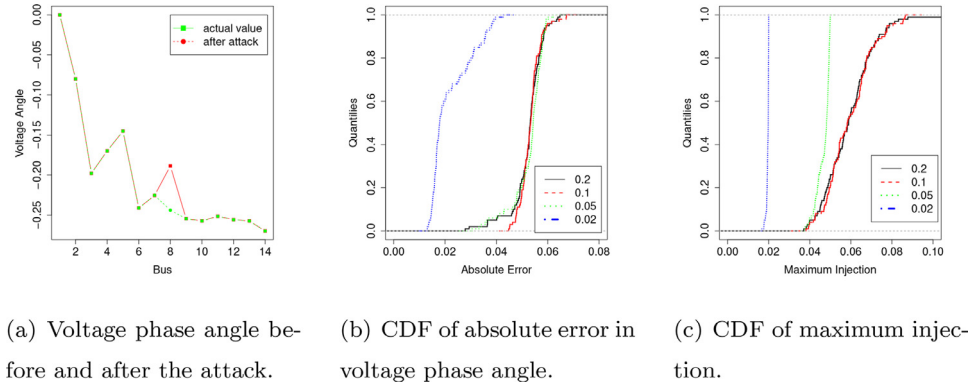 0.00
−0.05
−0.10
−0.15
−0.20
−0.25
Voltage Angle
actual value
after attack
2 4 6 8 10 12 14
Bus
1.0
0.8
0.6
0.4
0.2
0.0
Quantilies
0.2
0.1
0.05
0.02
0.00 0.02 0.04 0.06 0.08
Absolute Error
1.0
0.8
0.6
0.4
0.2
0.0
Quantilies
0.2
0.1
0.05
0.02
0.00 0.02 0.04 0.06 0.08 0.10
Maximum Injection
(a) Voltage phase angle be-
fore and after the attack.
(b) CDF of absolute error in
voltage phase angle.
(c) CDF of maximum injec-
tion.